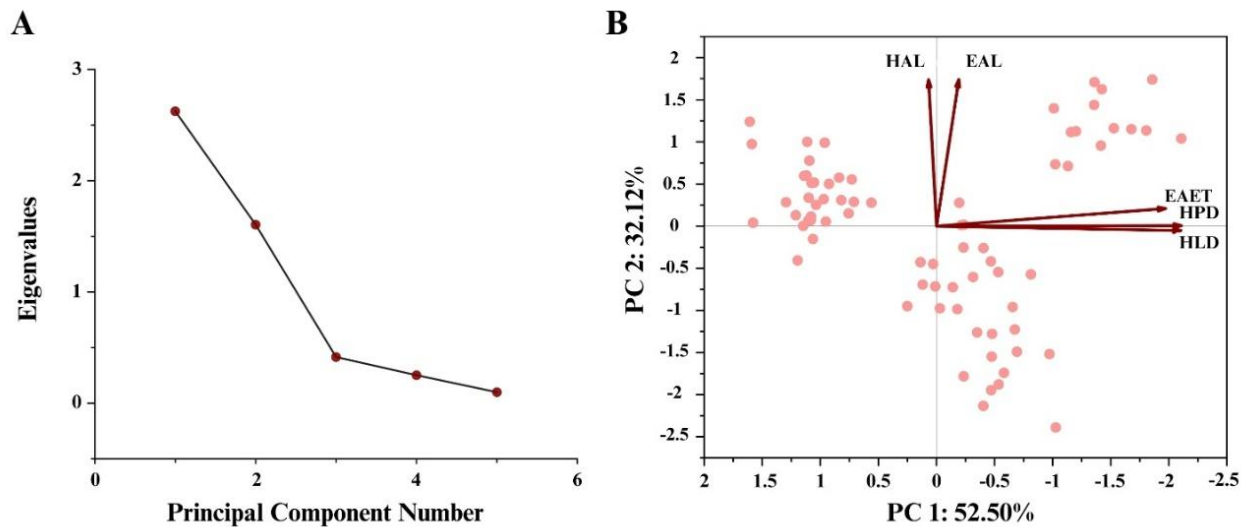 A
Eigenvalues
3
2
1
0
0
2
4
6
Principal Component Number
B
PC 2: 32.12%
2
1.5
1
0.5
0
-0.5
-1
-1.5
-2
-2.5
HAL
EAL
EAET
HPD
HLD
2
1.5
1
0.5
0
-0.5
-1
-1.5
-2
-2.5
PC 1: 52.50%